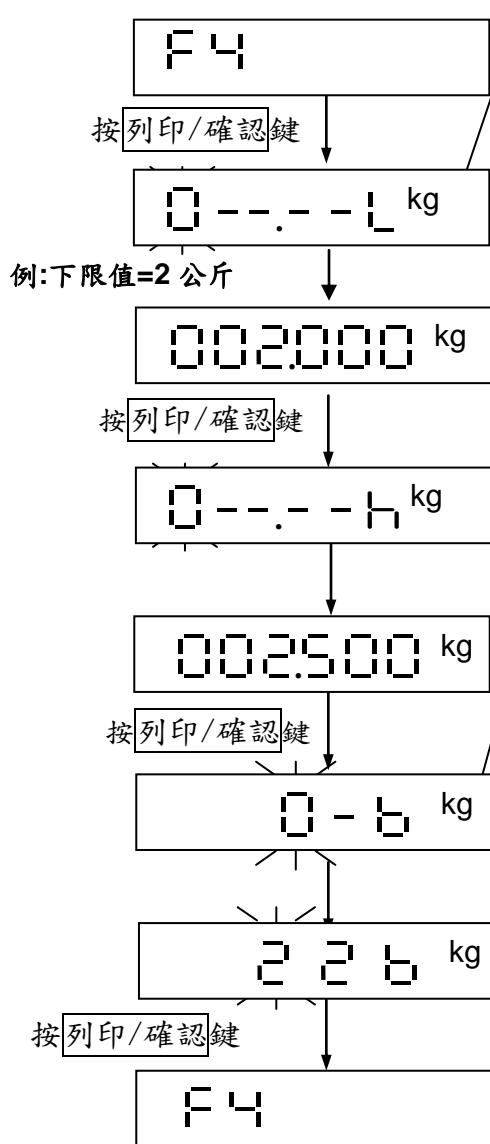 F4
按列印/確認鍵
0--.--L kg
例:下限值=2 公斤
002.000 kg
按列印/確認鍵
0--.--h kg
002.500 kg
按列印/確認鍵
0-b kg
2 2 b kg
按列印/確認鍵
F4